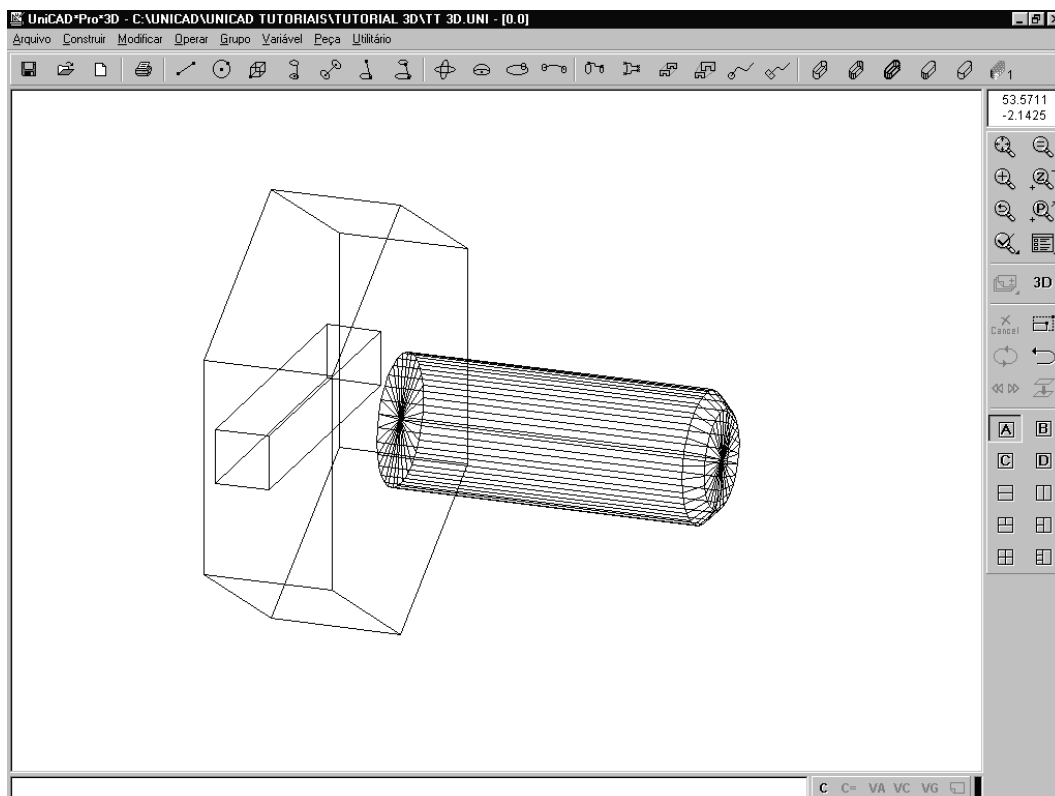 UniCAD*Pro*3D - C:\UNICAD\UNICAD TUTORIAIS\TUTORIAL 3D\TT 3D.UNI - [0.0]
Arquivo Construir Modificar Operar Grupo Variável Peça Utilitário
1
53.5711
-2.1425
Z
P
3D
Cancel
A B
C D
C C= VA VC VG